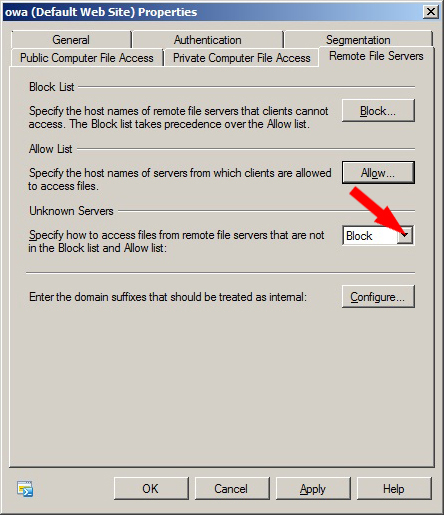 owa (Default Web Site) Properties
General Authentication Segmentation
Public Computer File Access Private Computer File Access Remote File Servers
Block List
Specify the host names of remote file servers that clients cannot
access. The Block list takes precedence over the Allow list.
Block...
Allow List
Specify the host names of servers from which clients are allowed
to access files.
Allow...
Unknown Servers
Specify how to access files from remote file servers that are not
in the Block list and Allow list:
Block
Enter the domain suffixes that should be treated as internal:
Configure...
OK Cancel Apply Help